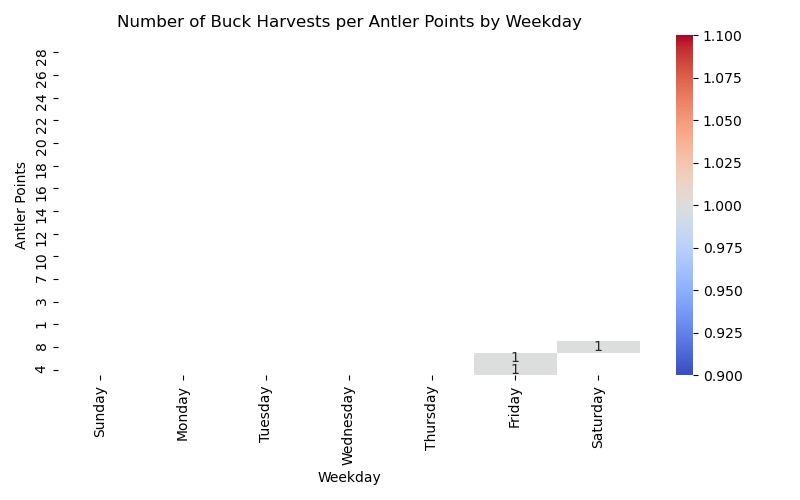 Number of Buck Harvests per Antler Points by Weekday
Antler Points
28
26
24
22
20
18
16
14
12
10
7
3
1
8
4
1
1
1
Sunday
Monday
Tuesday
Wednesday
Thursday
Friday
Saturday
Weekday
1.100
1.075
1.050
1.025
1.000
0.975
0.950
0.925
0.900